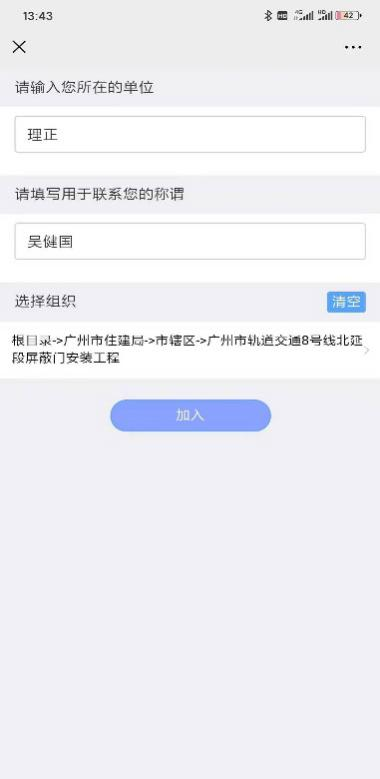 13:43
42
请输入您所在的单位
理正
请填写用于联系您的称谓
吴健国
选择组织
清空
根目录->广州市住建局->市辖区->广州市轨道交通8号线北延
段屏蔽门安装工程
加入